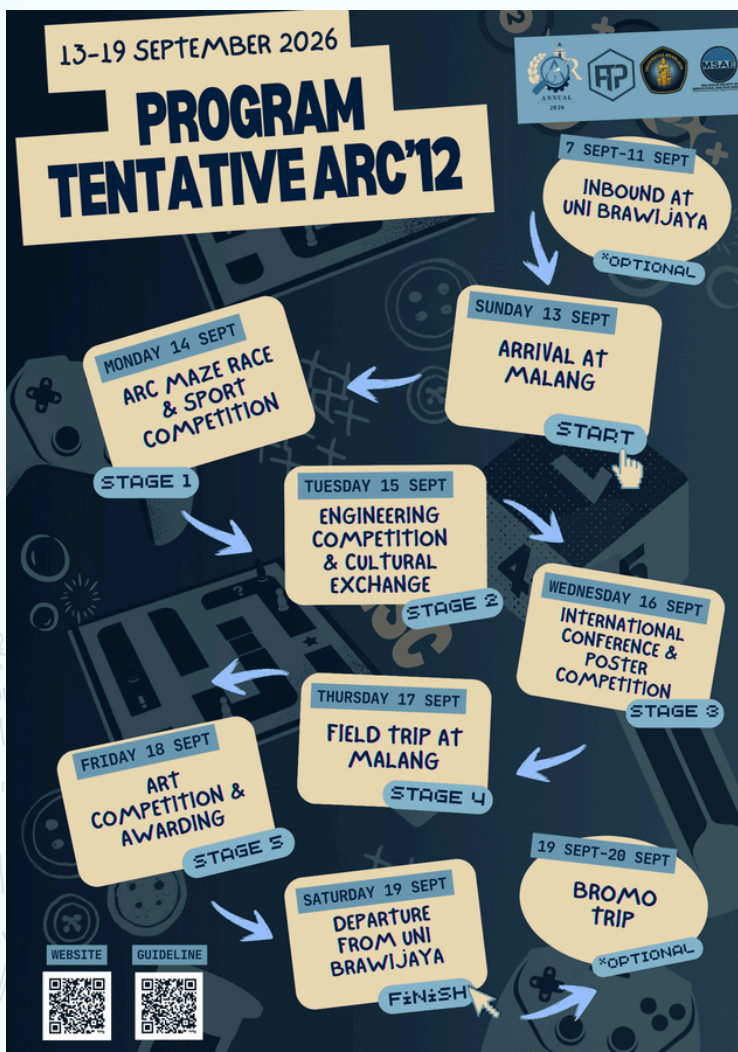 13-19 SEPTEMBER 2026
PROGRAM
TENTATIVE ARC'12
ANNUAL
2026
MSAE
7 SEPT-11 SEPT
INBOUND AT
UNI BRAWIJAYA
*OPTIONAL
SUNDAY 13 SEPT
ARRIVAL AT
MALANG
START
MONDAY 14 SEPT
ARC MAZE RACE
& SPORT
COMPETITION
STAGE 1
TUESDAY 15 SEPT
ENGINEERING
COMPETITION
& CULTURAL
EXCHANGE
STAGE 2
WEDNESDAY 16 SEPT
INTERNATIONAL
CONFERENCE &
POSTER
COMPETITION
STAGE 3
THURSDAY 17 SEPT
FIELD TRIP AT
MALANG
STAGE 4
FRIDAY 18 SEPT
ART
COMPETITION &
AWARDING
STAGE 5
SATURDAY 19 SEPT
DEPARTURE
FROM UNI
BRAWIJAYA
FINISH
19 SEPT-20 SEPT
BROMO
TRIP
*OPTIONAL
WEBSITE
GUIDELINE